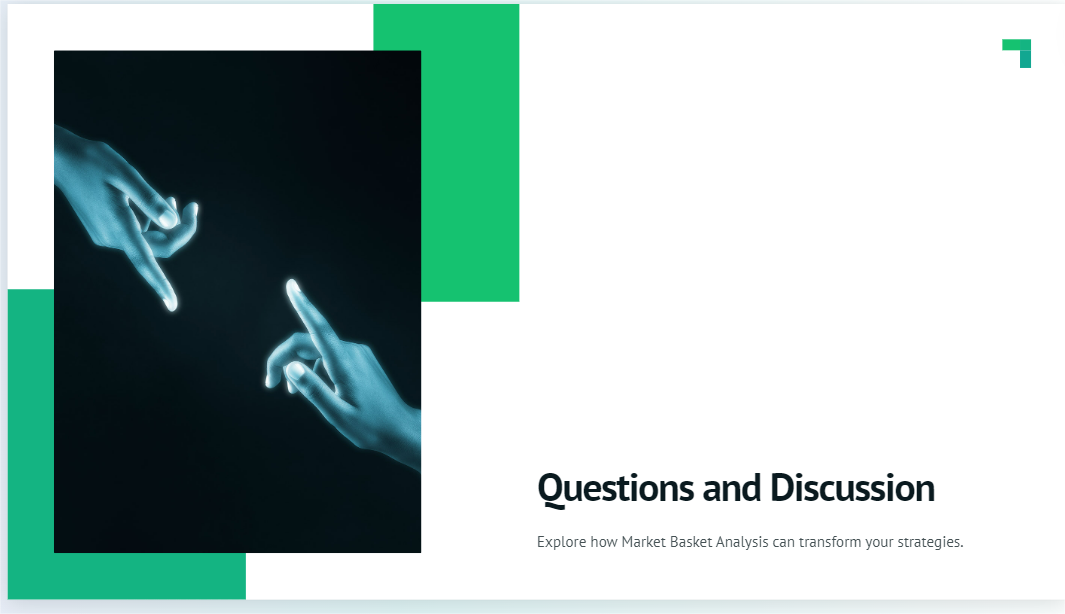 Questions and Discussion
Explore how Market Basket Analysis can transform your strategies.